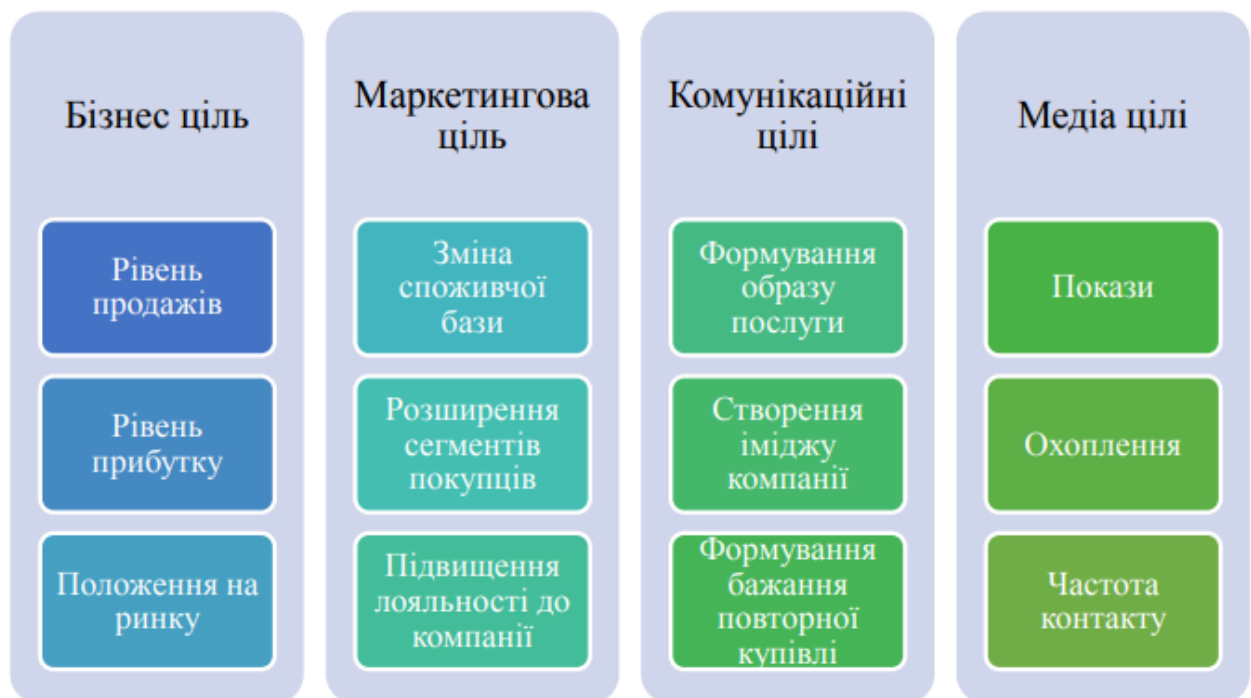 Бізнес ціль
Рівень
продажів
Рівень
прибутку
Положення на
ринку
Маркетингова
ціль
Зміна
споживчої
бази
Розширення
сегментів
покупців
Підвищення
лояльності до
компанії
Комунікаційні
цілі
Формування
образу
послуги
Створення
іміджу
компанії
Формування
бажання
повторної
купівлі
Медіа цілі
Покази
Охоплення
Частота
контакту